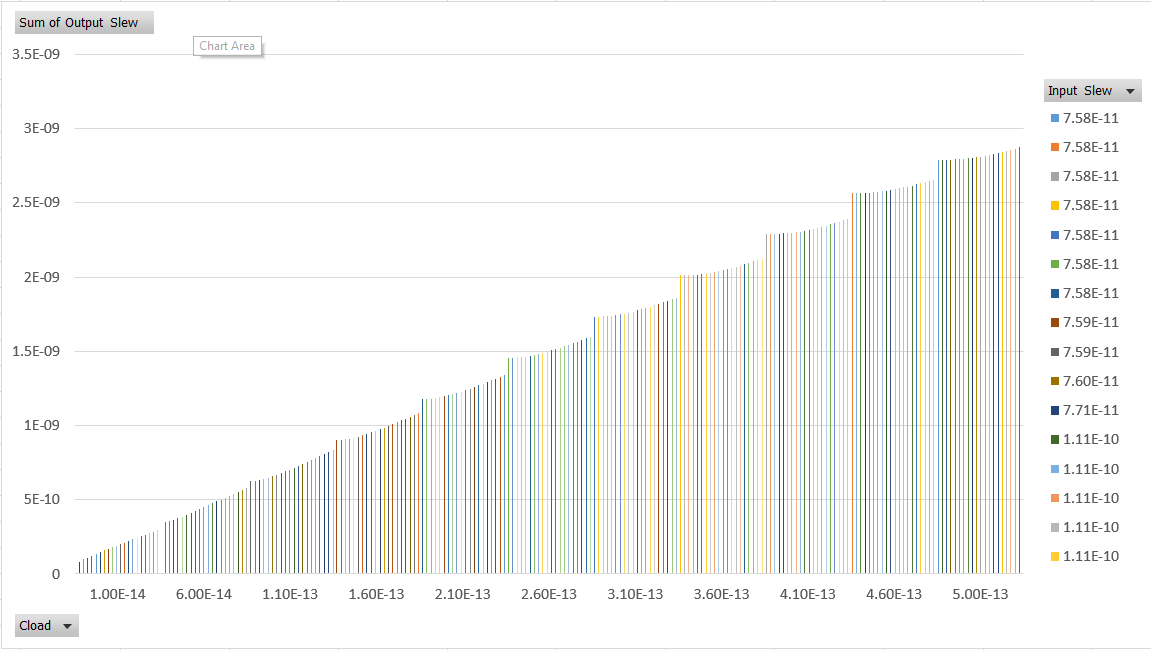 Sum of Output Slew
Chart Area
3.5E-09
3E-09
2.5E-09
2E-09
1.5E-09
1E-09
5E-10
0
1.00E-14 6.00E-14 1.10E-13 1.60E-13 2.10E-13 2.60E-13 3.10E-13 3.60E-13 4.10E-13 4.60E-13 5.00E-13
Cload
Input Slew
7.58E-11
7.58E-11
7.58E-11
7.58E-11
7.58E-11
7.58E-11
7.58E-11
7.59E-11
7.59E-11
7.60E-11
7.71E-11
1.11E-10
1.11E-10
1.11E-10
1.11E-10
1.11E-10